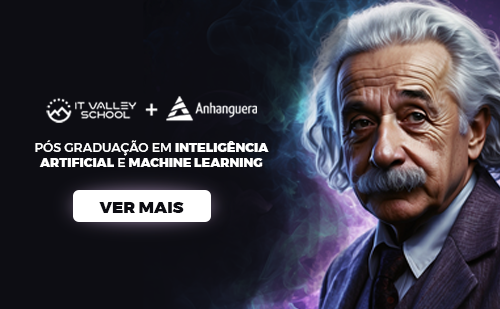 IT VALLEY
SCHOOL
+
Anhanguera
PÓS GRADUAÇÃO EM INTELIGÊNCIA
ARTIFICIAL E MACHINE LEARNING
VER MAIS